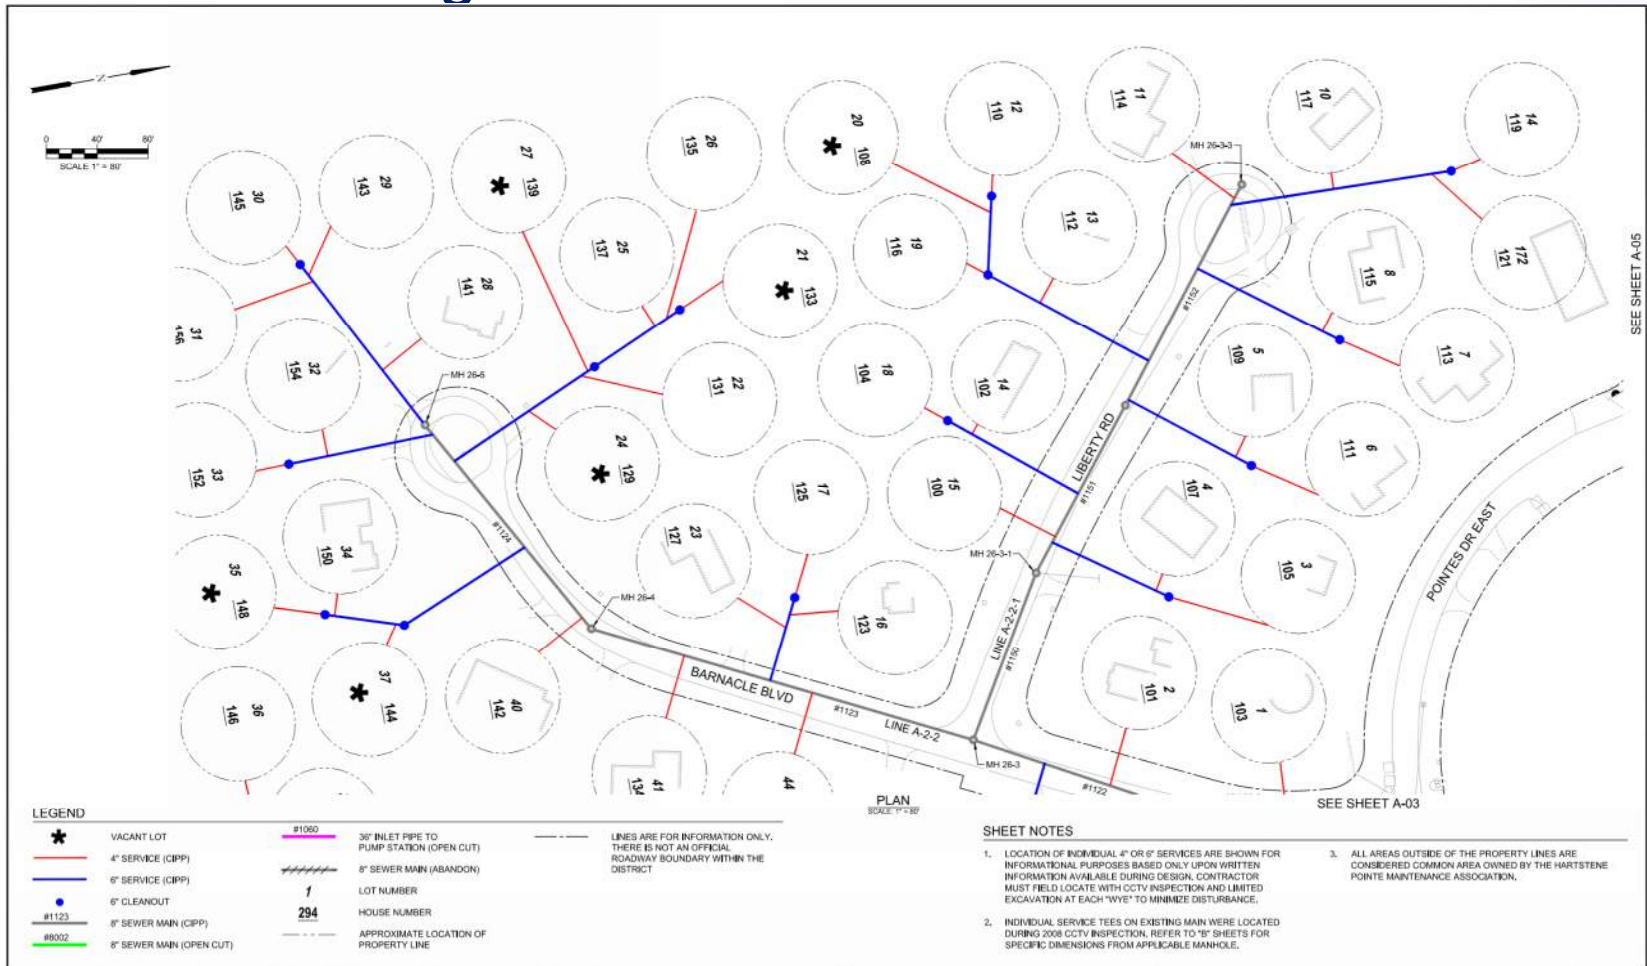 N
0 40' 80'
SCALE 1" = 80'
30
145
29
143
27
139
26
135
20
108
12
110
11
114
10
117
14
119
MH 26-3-3
25
137
21
133
19
116
13
112
8
115
172
121
28
141
31
156
32
154
22
131
18
104
14
102
5
109
7
113
MH 26-5
#1152
33
152
24
129
17
125
15
100
LIBERTY RD
#1151
4
107
6
111
34
150
#1124
23
127
MH 26-3-1
3
105
POINTES DR EAST
35
148
MH 26-4
16
123
LINE A-2-2-1
#1150
2
101
1
103
36
146
37
144
40
142
BARNACLE BLVD
#1123
LINE A-2-2
MH 26-3
#1122
41
134
44
SEE SHEET A-05
PLAN
SCALE: 1" = 80'
SEE SHEET A-03
LEGEND
VACANT LOT
4" SERVICE (CIPP)
6" SERVICE (CIPP)
6" CLEANOUT
#1123
8" SEWER MAIN (CIPP)
#8002
8" SEWER MAIN (OPEN CUT)
#1060
36" INLET PIPE TO
PUMP STATION (OPEN CUT)
8" SEWER MAIN (ABANDON)
1
LOT NUMBER
294
HOUSE NUMBER
APPROXIMATE LOCATION OF
PROPERTY LINE
LINES ARE FOR INFORMATION ONLY.
THERE IS NOT AN OFFICIAL
ROADWAY BOUNDARY WITHIN THE
DISTRICT
SHEET NOTES
1. LOCATION OF INDIVIDUAL 4" OR 6" SERVICES ARE SHOWN FOR
INFORMATIONAL PURPOSES BASED ONLY UPON WRITTEN
INFORMATION AVAILABLE DURING DESIGN. CONTRACTOR
MUST FIELD LOCATE WITH CCTV INSPECTION AND LIMITED
EXCAVATION AT EACH "WYE" TO MINIMIZE DISTURBANCE.
2. INDIVIDUAL SERVICE TEES ON EXISTING MAIN WERE LOCATED
DURING 2008 CCTV INSPECTION. REFER TO "B" SHEETS FOR
SPECIFIC DIMENSIONS FROM APPLICABLE MANHOLE.
3. ALL AREAS OUTSIDE OF THE PROPERTY LINES ARE
CONSIDERED COMMON AREA OWNED BY THE HARTSTENE
POINTE MAINTENANCE ASSOCIATION.